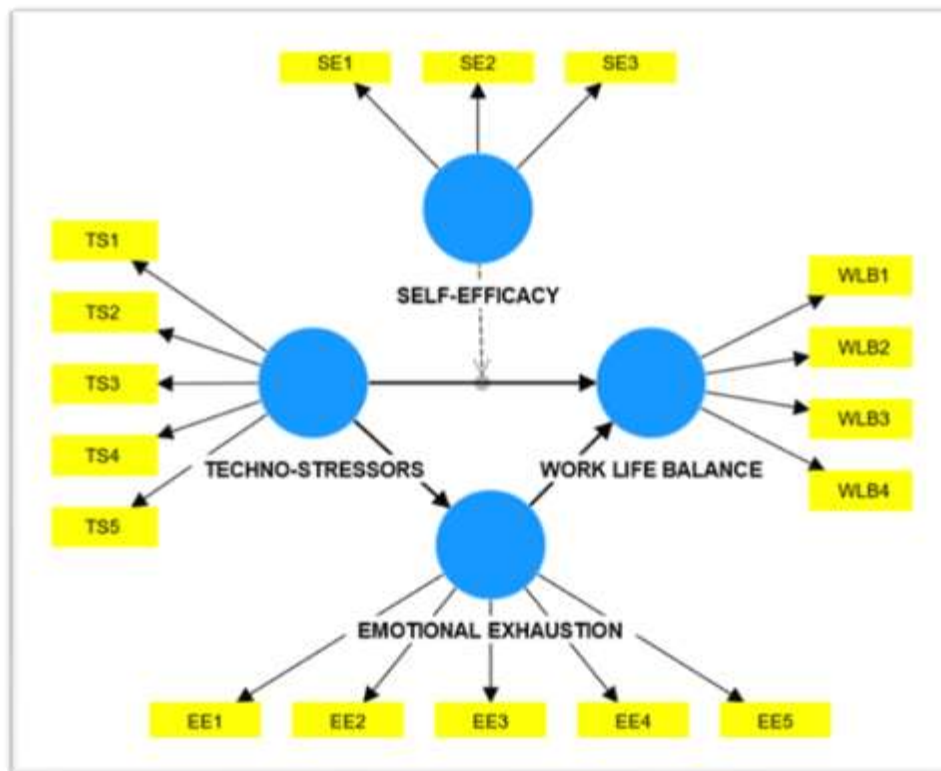 SE1 SE2 SE3
SELF-EFFICACY
TS1
TS2
TS3
TS4
TS5
TECHNO-STRESSORS
WLB1
WLB2
WLB3
WLB4
WORK LIFE BALANCE
EMOTIONAL EXHAUSTION
EE1 EE2 EE3 EE4 EE5